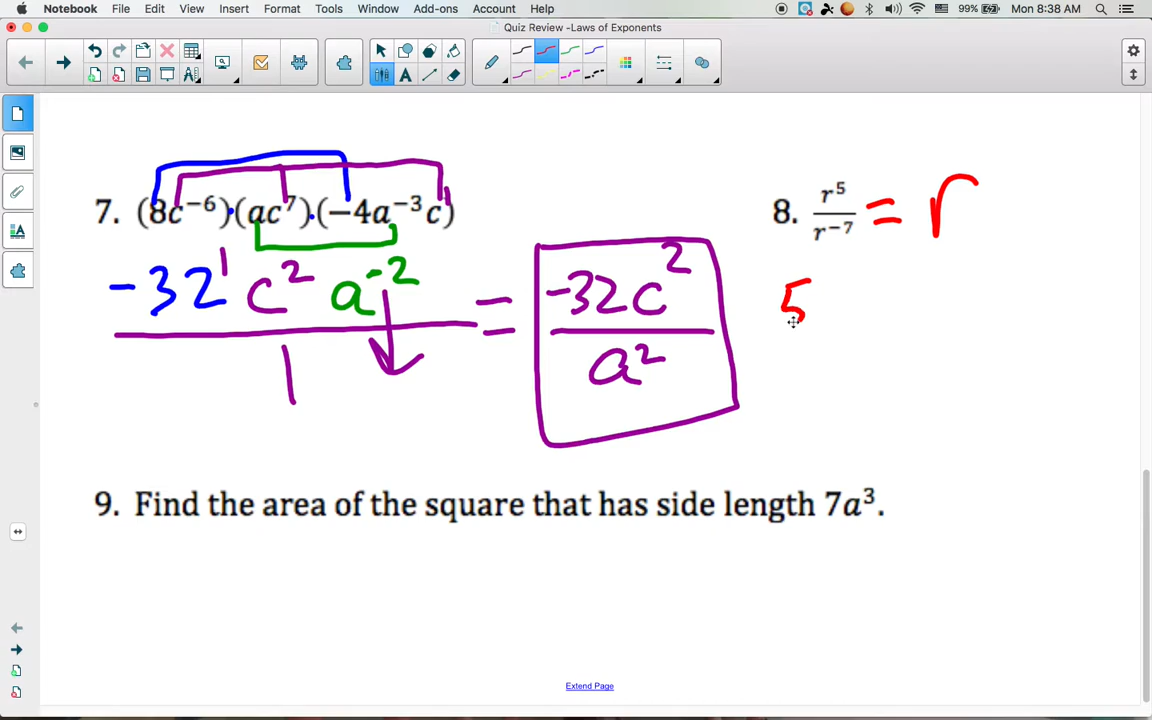 Notebook File Edit View Insert Format Tools Window Add-ons Account Help 99% Mon 8:38 AM
Quiz Review -Laws of Exponents
7. (8c⁻⁶)·(ac⁷)·(−4a⁻³c¹)
-32¹ c² a⁻² / 1 = -32c² / a²
8. r⁵ / r⁻⁷ = r
5
9. Find the area of the square that has side length 7a³.
Extend Page